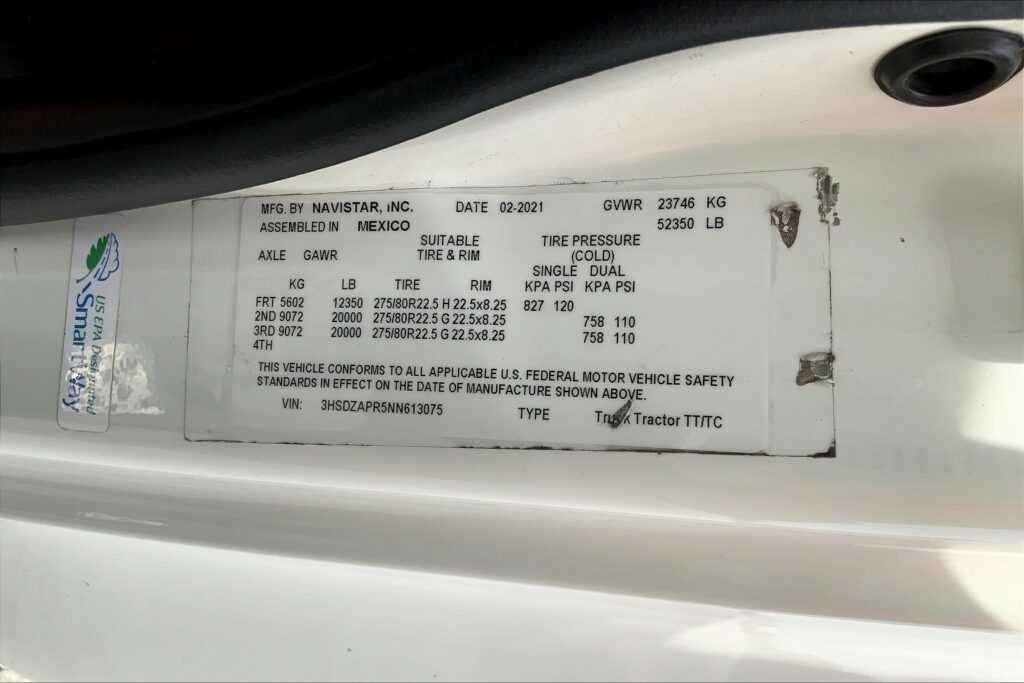 MFG. BY NAVISTAR, INC. DATE 02-2021 GVWR 23746 KG
ASSEMBLED IN MEXICO 52350 LB
SUITABLE TIRE PRESSURE
AXLE GAWR TIRE & RIM (COLD)
SINGLE DUAL
KG LB TIRE RIM KPA PSI KPA PSI
FRT 5602 12350 275/80R22.5 H 22.5x8.25 827 120
2ND 9072 20000 275/80R22.5 G 22.5x8.25 758 110
3RD 9072 20000 275/80R22.5 G 22.5x8.25 758 110
4TH
THIS VEHICLE CONFORMS TO ALL APPLICABLE U.S. FEDERAL MOTOR VEHICLE SAFETY
STANDARDS IN EFFECT ON THE DATE OF MANUFACTURE SHOWN ABOVE.
VIN: 3HSDZAPR5NN613075 TYPE Truck Tractor TT/TC
US EPA Designated
SmartWay